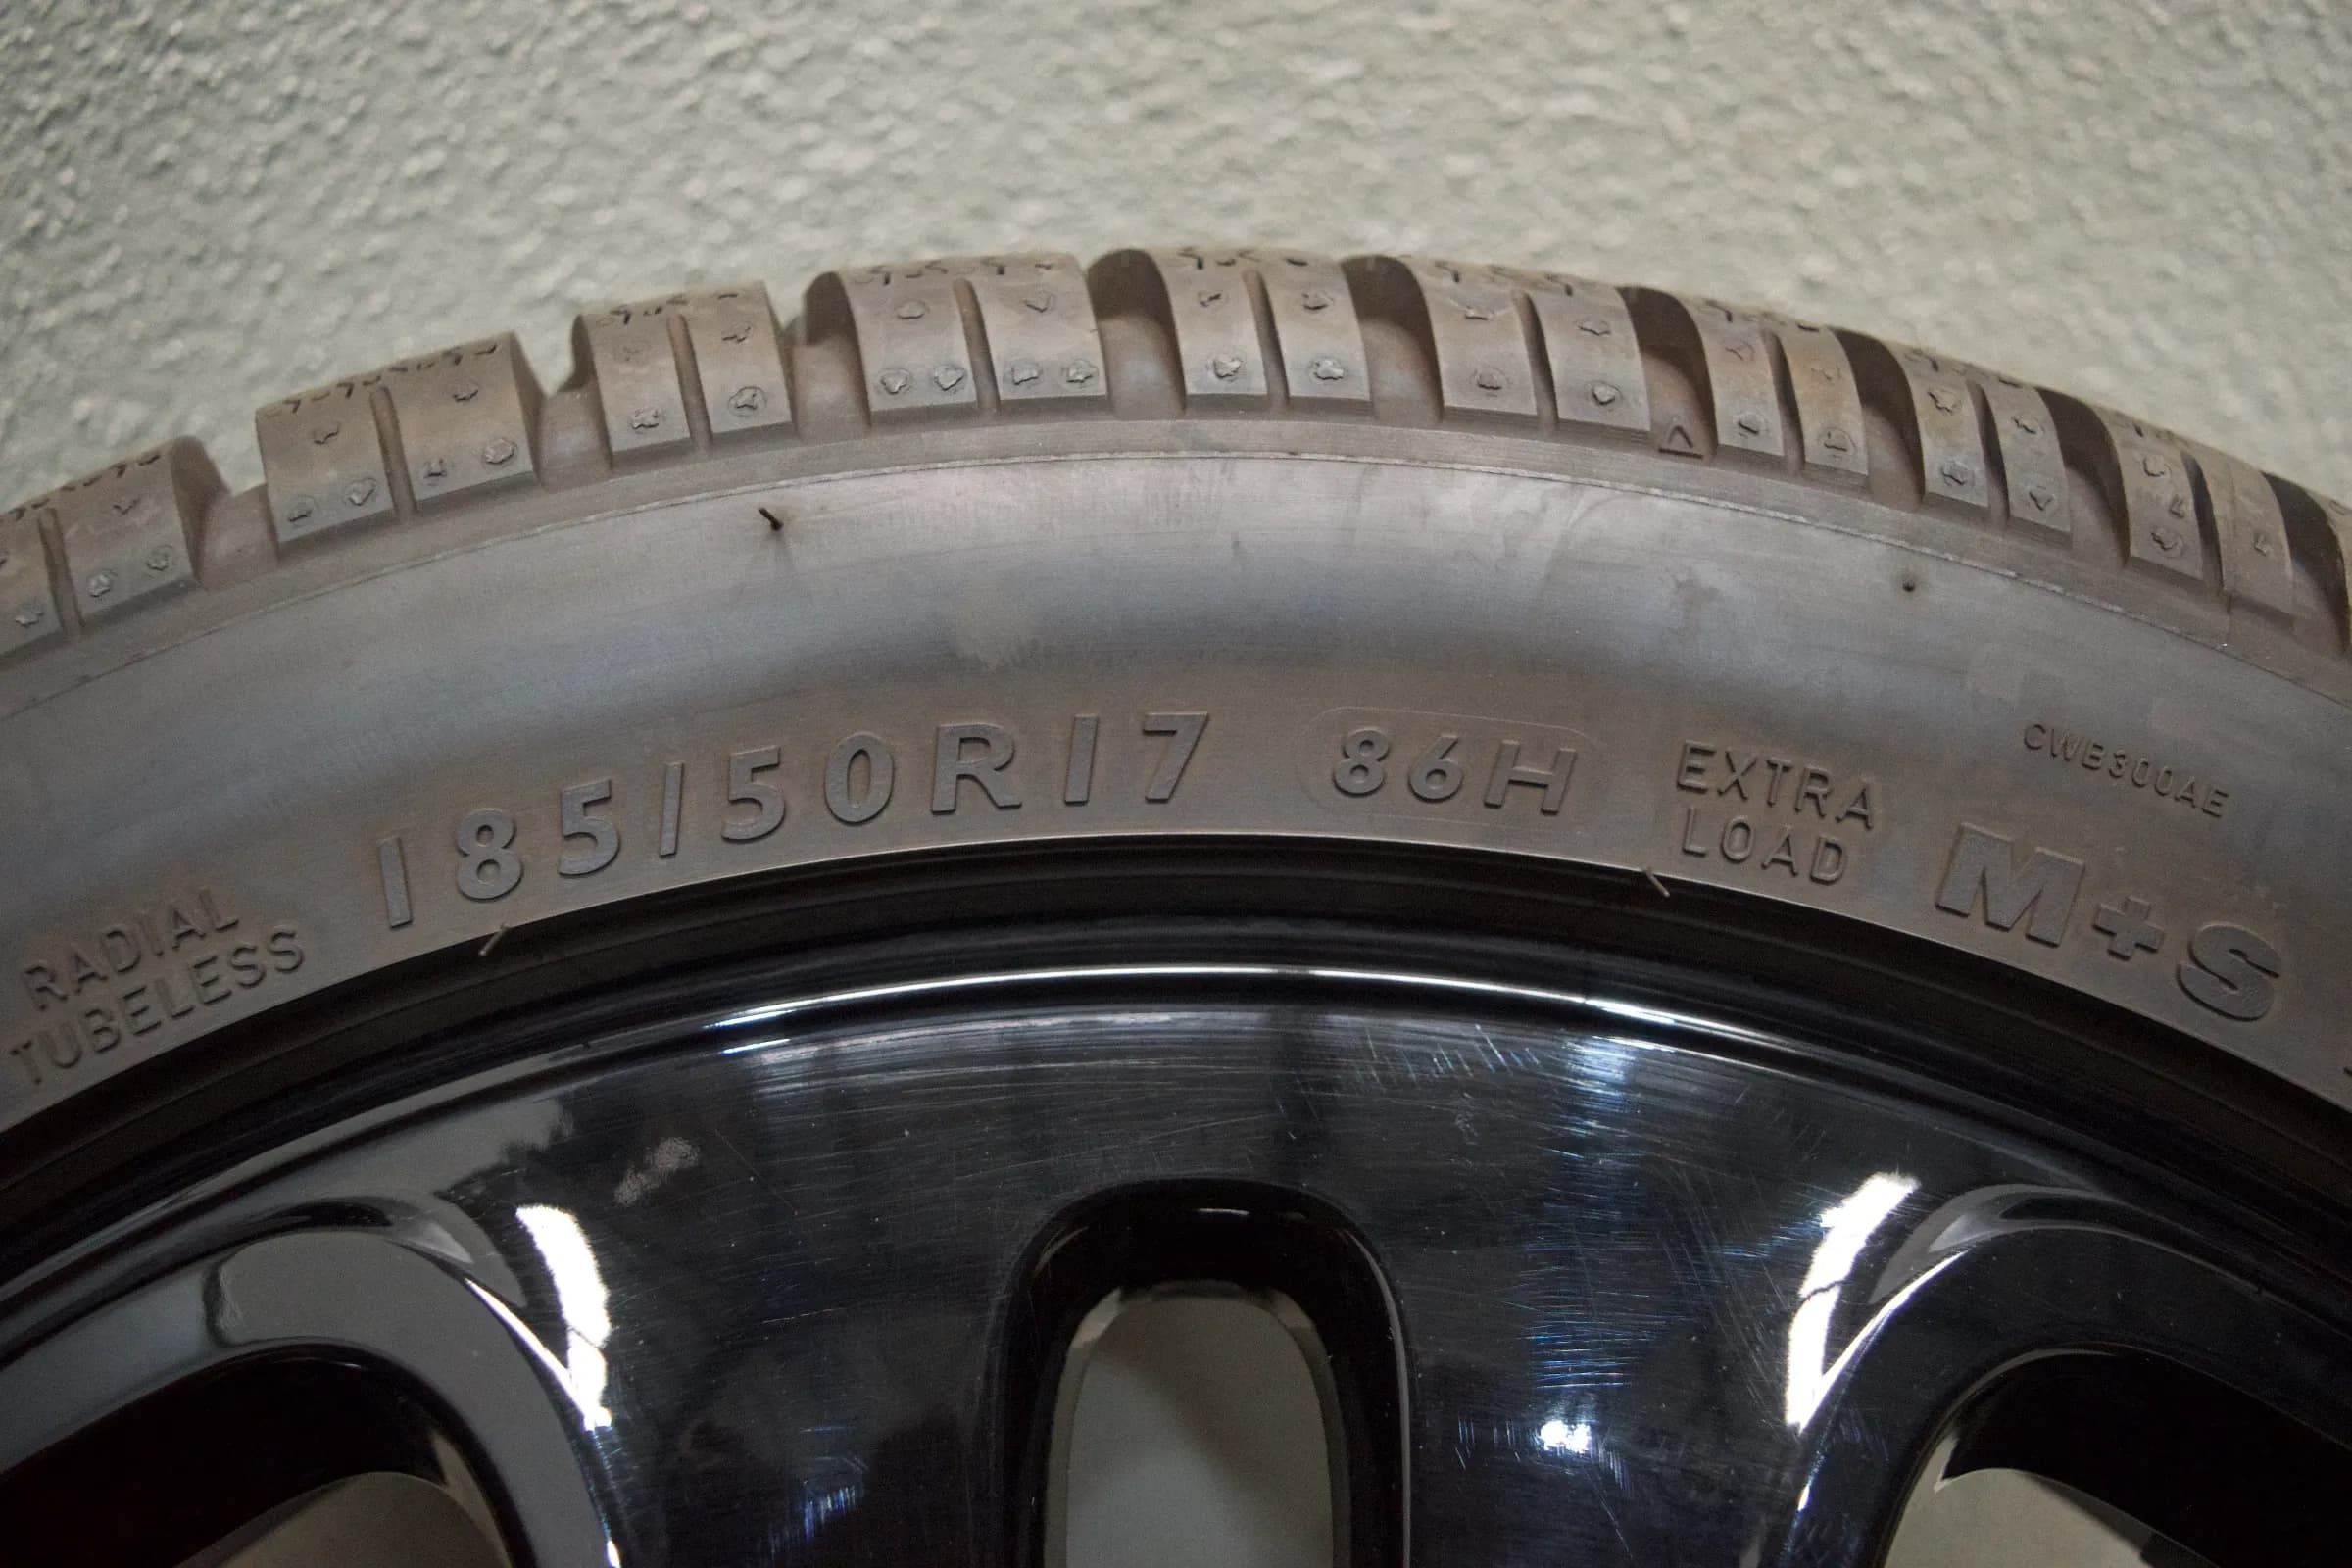 RADIAL
TUBELESS
185/50R17
86H
EXTRA
LOAD
M+S
CWB300AE